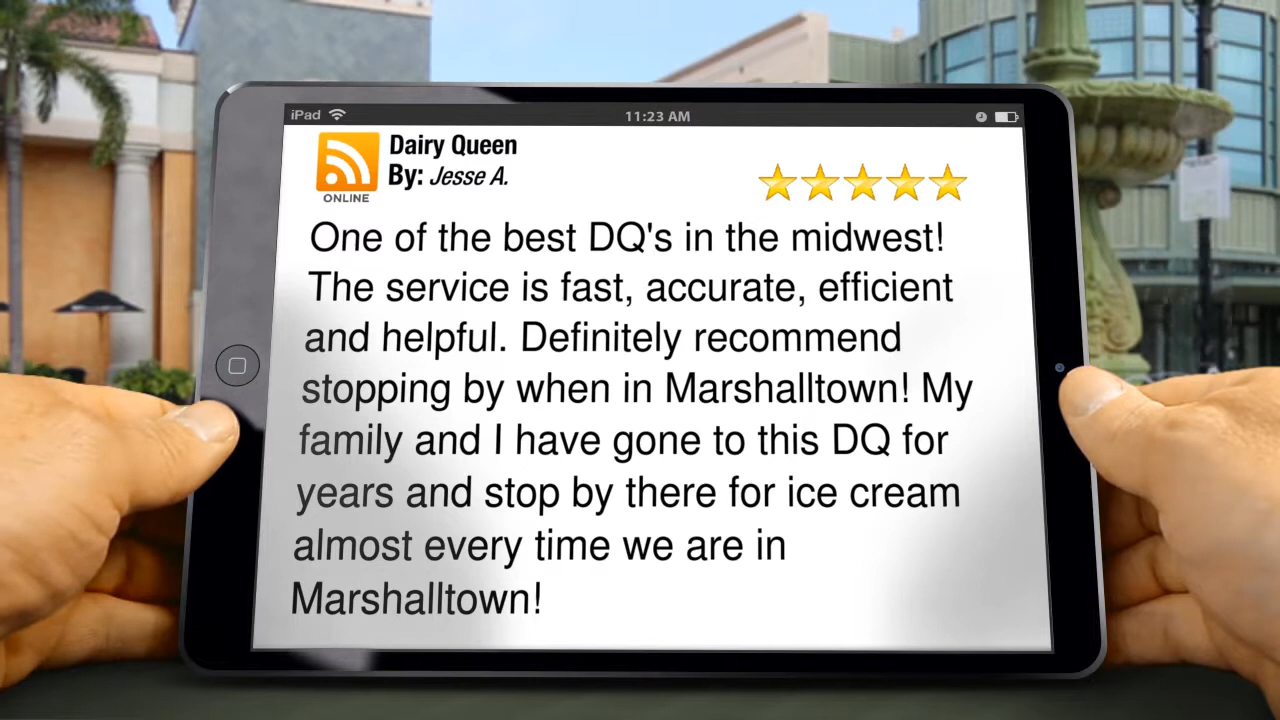 iPad 11:23 AM
Dairy Queen
By: Jesse A.
ONLINE
One of the best DQ's in the midwest!
The service is fast, accurate, efficient
and helpful. Definitely recommend
stopping by when in Marshalltown! My
family and I have gone to this DQ for
years and stop by there for ice cream
almost every time we are in
Marshalltown!